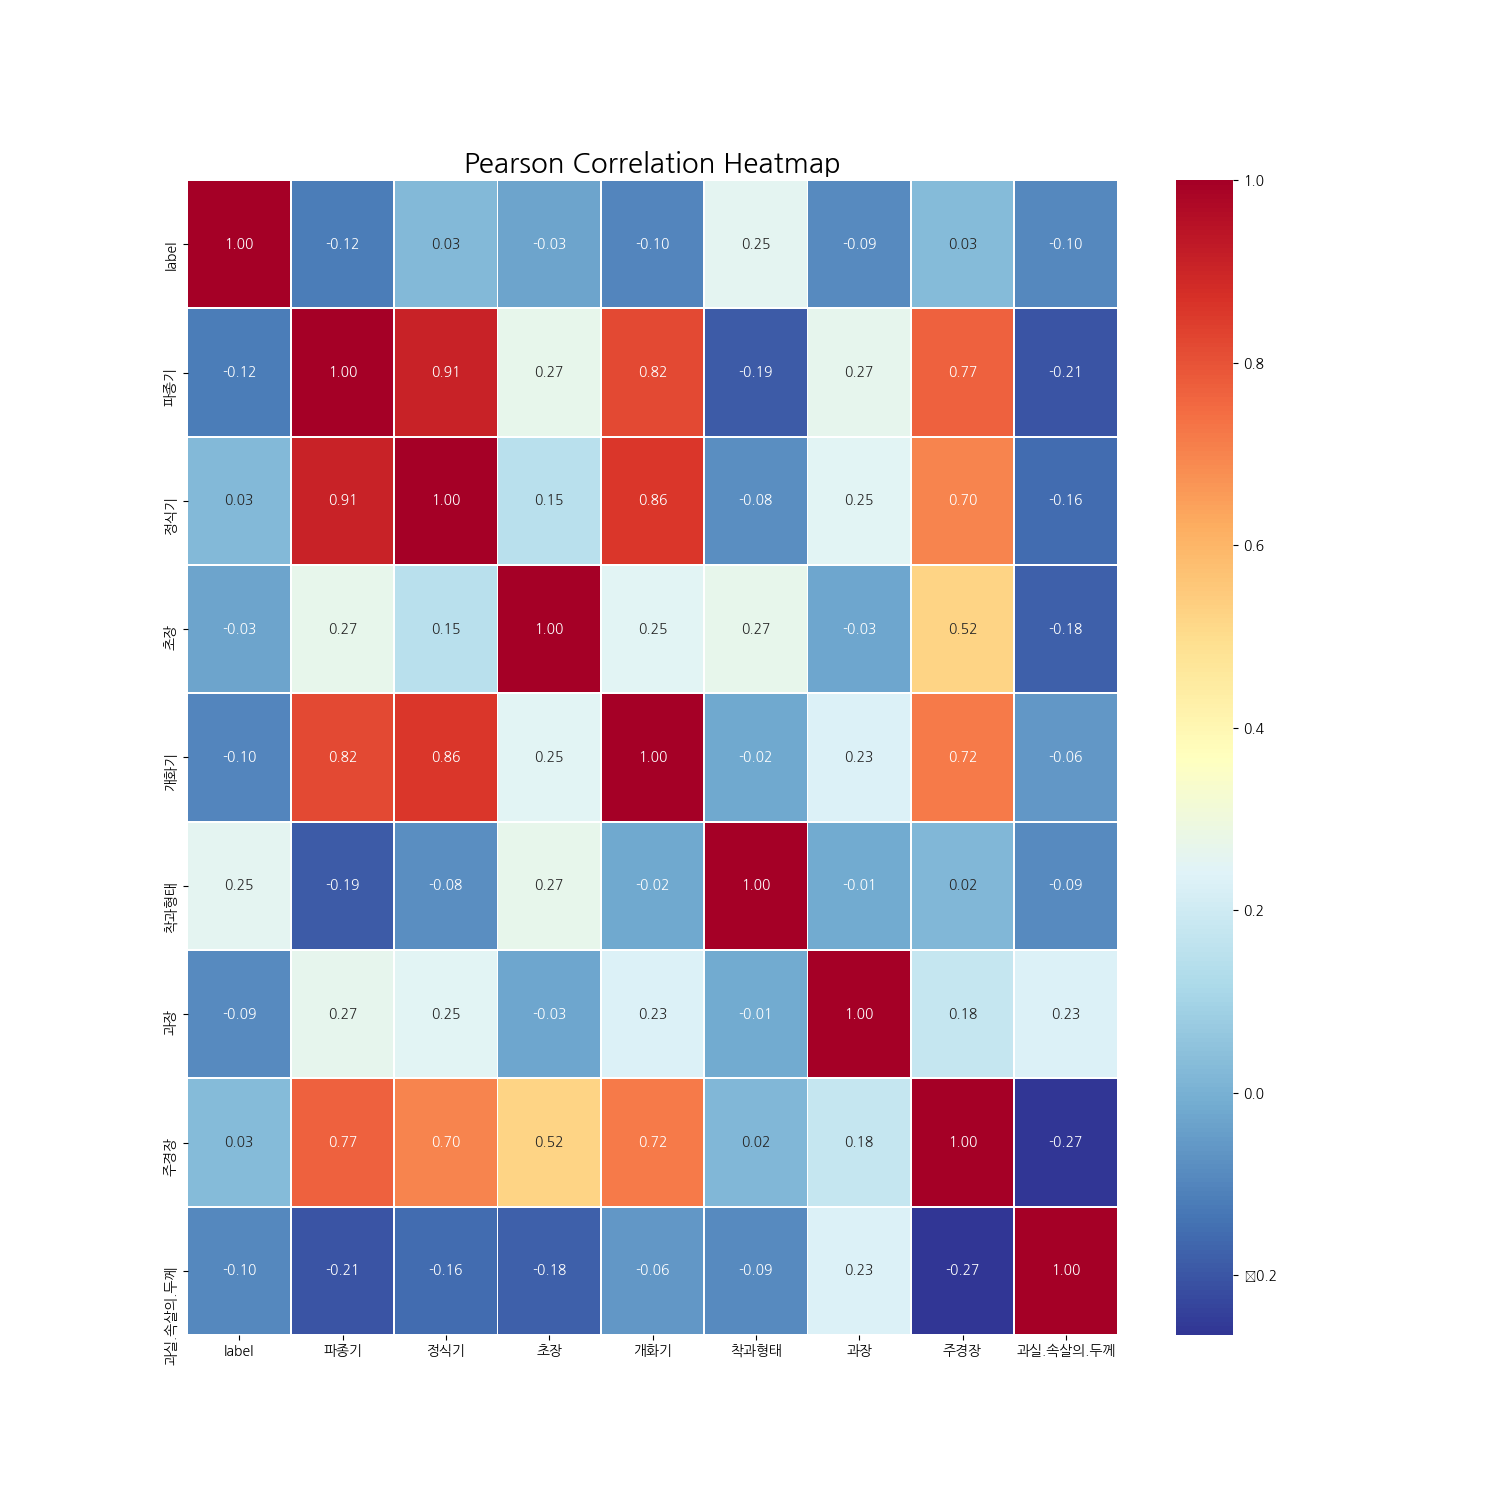 Pearson Correlation Heatmap
label 1.00 -0.12 0.03 -0.03 -0.10 0.25 -0.09 0.03 -0.10
파종기 -0.12 1.00 0.91 0.27 0.82 -0.19 0.27 0.77 -0.21
정식기 0.03 0.91 1.00 0.15 0.86 -0.08 0.25 0.70 -0.16
초장 -0.03 0.27 0.15 1.00 0.25 0.27 -0.03 0.52 -0.18
개화기 -0.10 0.82 0.86 0.25 1.00 -0.02 0.23 0.72 -0.06
착과형태 0.25 -0.19 -0.08 0.27 -0.02 1.00 -0.01 0.02 -0.09
과장 -0.09 0.27 0.25 -0.03 0.23 -0.01 1.00 0.18 0.23
주경장 0.03 0.77 0.70 0.52 0.72 0.02 0.18 1.00 -0.27
과실.속살의.두께 -0.10 -0.21 -0.16 -0.18 -0.06 -0.09 0.23 -0.27 1.00
label 파종기 정식기 초장 개화기 착과형태 과장 주경장 과실.속살의.두께
1.0
0.8
0.6
0.4
0.2
0.0
0.2